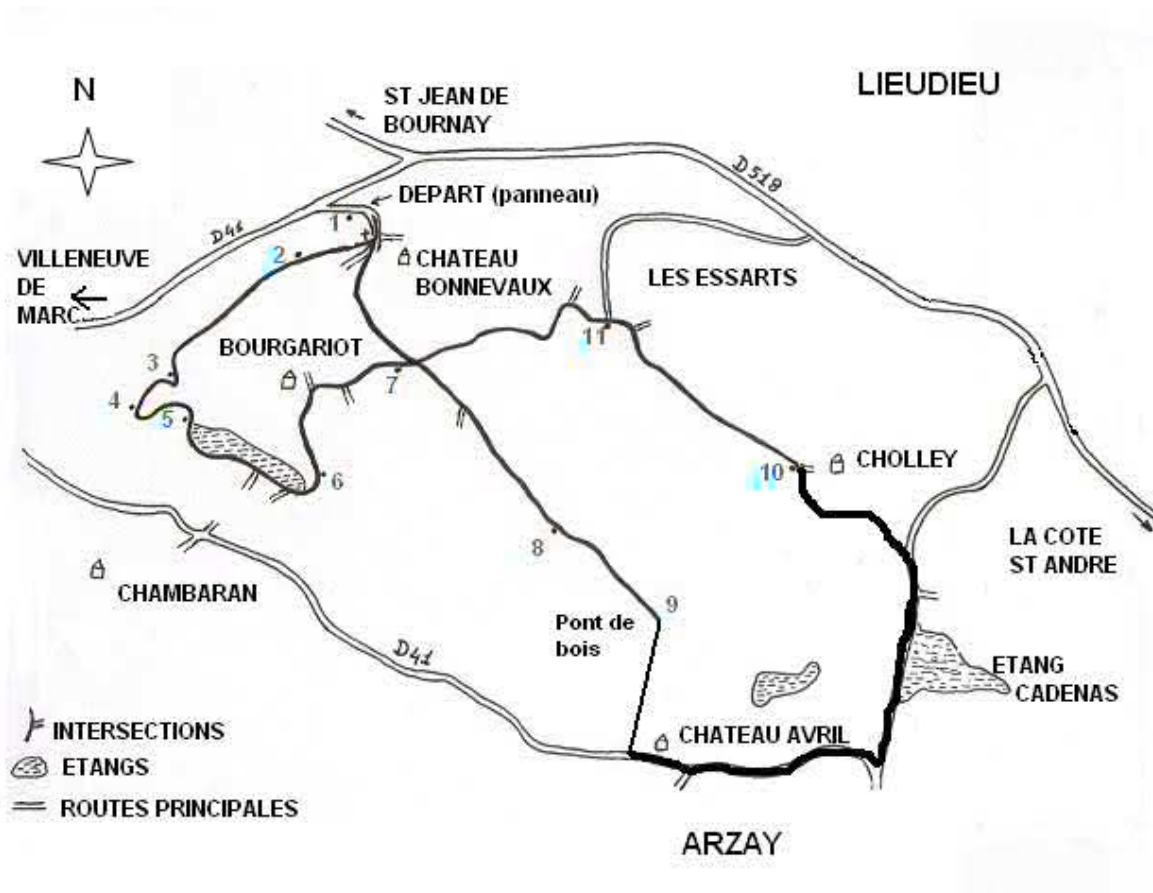 LIEUDIEU
N
ST JEAN DE
BOURNAY
D 518
DEPART (panneau)
1
D41
2
VILLENEUVE
DE
MARC
CHATEAU
BONNEVAUX
LES ESSARTS
11
BOURGARIOT
3
7
4
5
6
10
CHOLLEY
8
LA COTE
ST ANDRE
CHAMBARAN
9
Pont de
bois
D41
ETANG
CADENAS
CHATEAU AVRIL
INTERSECTIONS
ETANGS
ROUTES PRINCIPALES
ARZAY